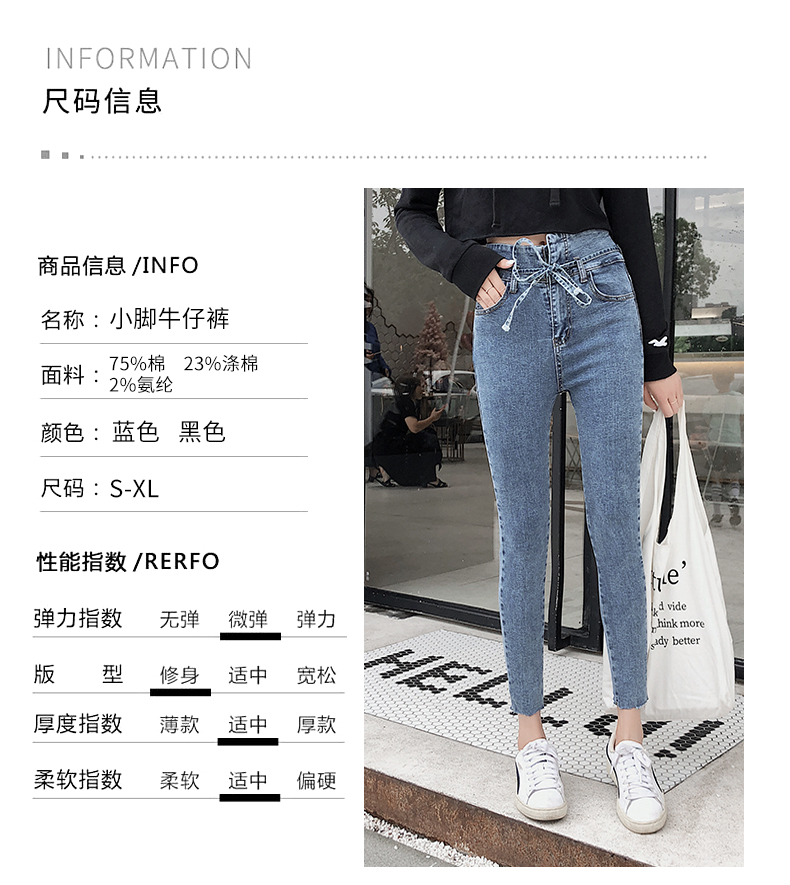 INFORMATION
尺码信息
商品信息 /INFO
名称：小脚牛仔裤
面料：75%棉 23%涤棉
2%氨纶
颜色：蓝色 黑色
尺码：S-XL
性能指数 /RERFO
弹力指数 无弹 微弹 弹力
版 型 修身 适中 宽松
厚度指数 薄款 适中 厚款
柔软指数 柔软 适中 偏硬
d vide
hink more
ady better